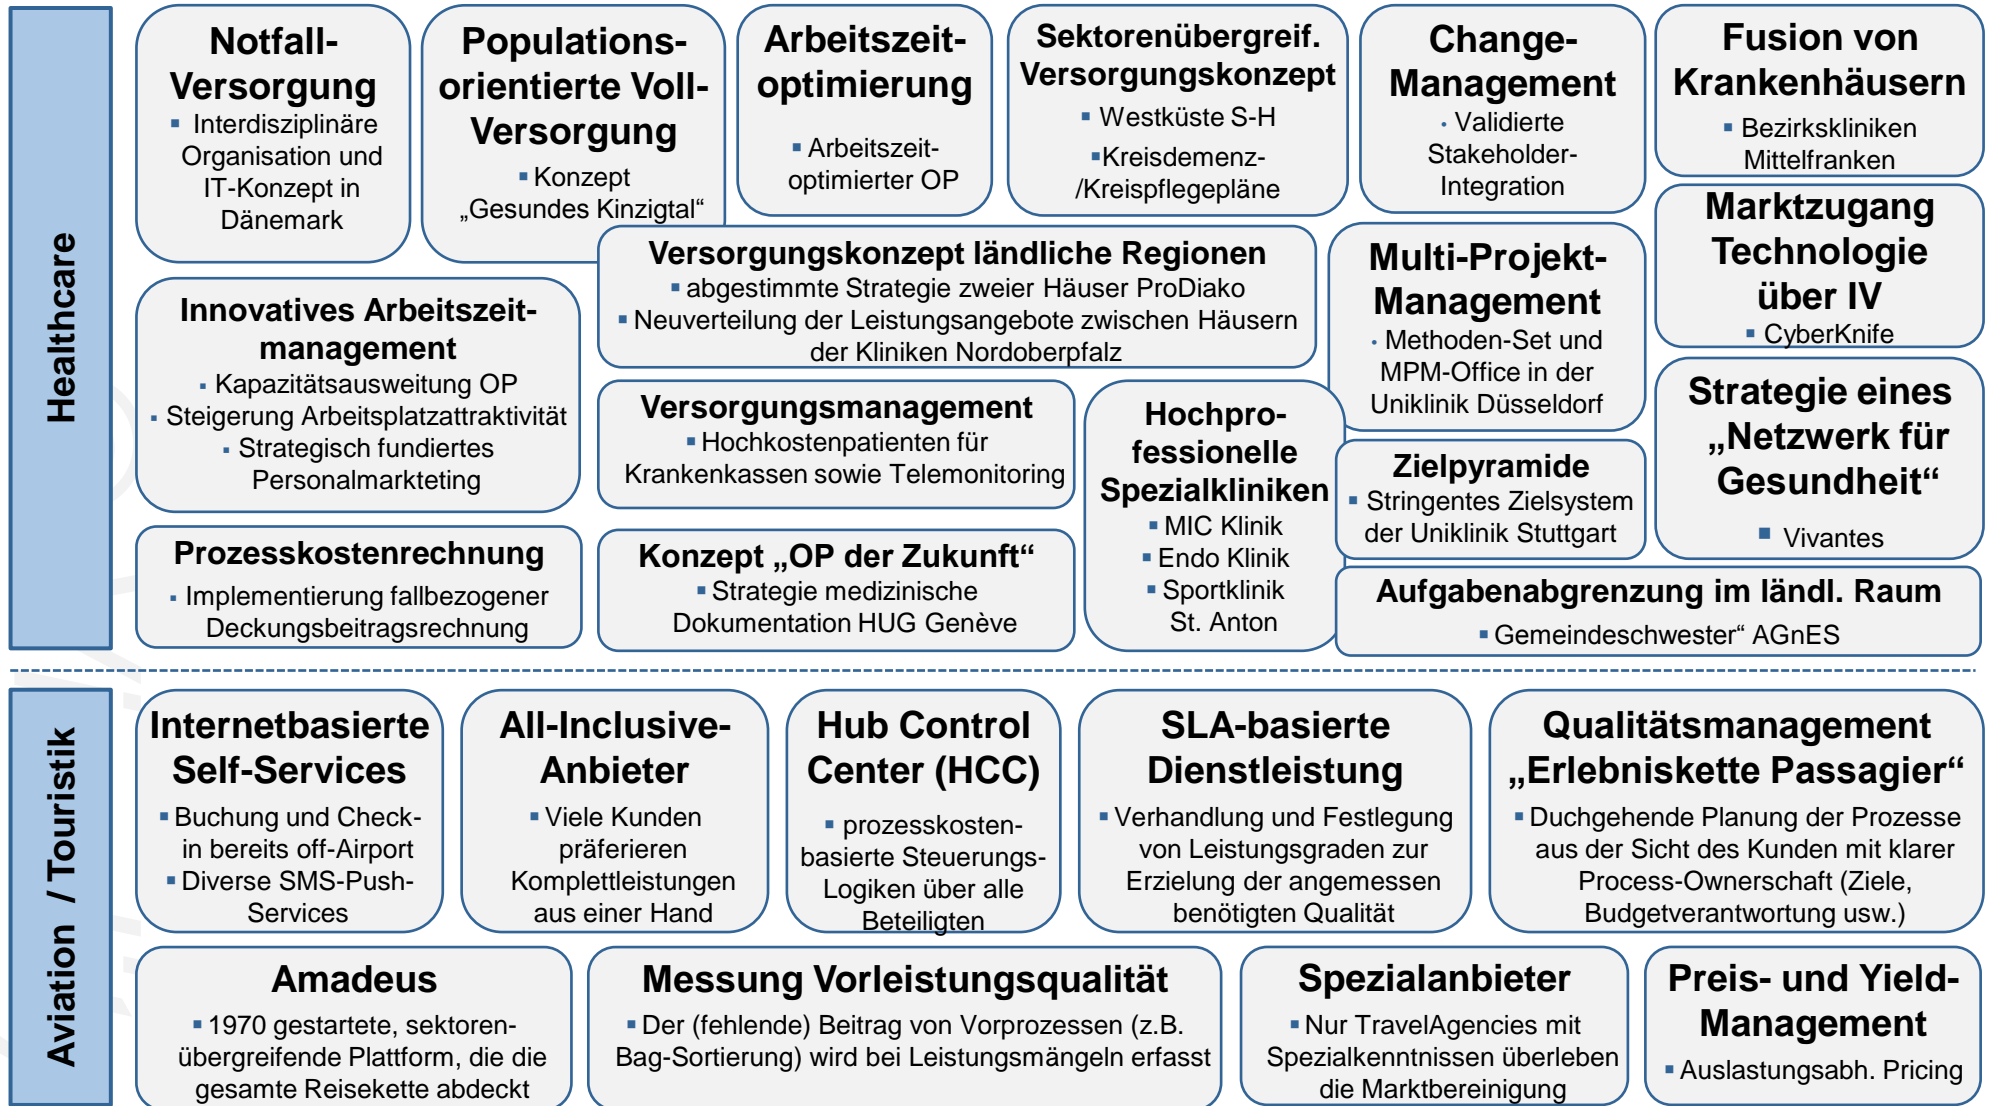 Healthcare
Notfall-
Versorgung
▪ Interdisziplinäre
Organisation und
IT-Konzept in
Dänemark
Populations-
orientierte Voll-
Versorgung
▪ Konzept
„Gesundes Kinzigtal“
Arbeitszeit-
optimierung
▪ Arbeitszeit-
optimierter OP
Sektorenübergreif.
Versorgungskonzept
▪ Westküste S-H
▪ Kreisdemenz-
/Kreispflegepläne
Change-
Management
• Validierte
Stakeholder-
Integration
Fusion von
Krankenhäusern
▪ Bezirkskliniken
Mittelfranken
Innovatives Arbeitszeit-
management
▪ Kapazitätsausweitung OP
▪ Steigerung Arbeitsplatzattraktivität
▪ Strategisch fundiertes
Personalmarkteting
Versorgungskonzept ländliche Regionen
▪ abgestimmte Strategie zweier Häuser ProDiako
▪ Neuverteilung der Leistungsangebote zwischen Häusern
der Kliniken Nordoberpfalz
Multi-Projekt-
Management
• Methoden-Set und
MPM-Office in der
Uniklinik Düsseldorf
Marktzugang
Technologie
über IV
▪ CyberKnife
Versorgungsmanagement
▪ Hochkostenpatienten für
Krankenkassen sowie Telemonitoring
Hochpro-
fessionelle
Spezialkliniken
▪ MIC Klinik
▪ Endo Klinik
▪ Sportklinik
St. Anton
Zielpyramide
▪ Stringentes Zielsystem
der Uniklinik Stuttgart
Strategie eines
„Netzwerk für
Gesundheit“
▪ Vivantes
Prozesskostenrechnung
▪ Implementierung fallbezogener
Deckungsbeitragsrechnung
Konzept „OP der Zukunft“
▪ Strategie medizinische
Dokumentation HUG Genève
Aufgabenabgrenzung im ländl. Raum
▪ Gemeindeschwester“ AGnES
Aviation / Touristik
Internetbasierte
Self-Services
▪ Buchung und Check-
in bereits off-Airport
▪ Diverse SMS-Push-
Services
All-Inclusive-
Anbieter
▪ Viele Kunden
präferieren
Komplettleistungen
aus einer Hand
Hub Control
Center (HCC)
▪ prozesskosten-
basierte Steuerungs-
Logiken über alle
Beteiligten
SLA-basierte
Dienstleistung
▪ Verhandlung und Festlegung
von Leistungsgraden zur
Erzielung der angemessen
benötigten Qualität
Qualitätsmanagement
„Erlebniskette Passagier“
▪ Duchgehende Planung der Prozesse
aus der Sicht des Kunden mit klarer
Process-Ownerschaft (Ziele,
Budgetverantwortung usw.)
Amadeus
▪ 1970 gestartete, sektoren-
übergreifende Plattform, die die
gesamte Reisekette abdeckt
Messung Vorleistungsqualität
▪ Der (fehlende) Beitrag von Vorprozessen (z.B.
Bag-Sortierung) wird bei Leistungsmängeln erfasst
Spezialanbieter
▪ Nur TravelAgencies mit
Spezialkenntnissen überleben
die Marktbereinigung
Preis- und Yield-
Management
▪ Auslastungsabh. Pricing